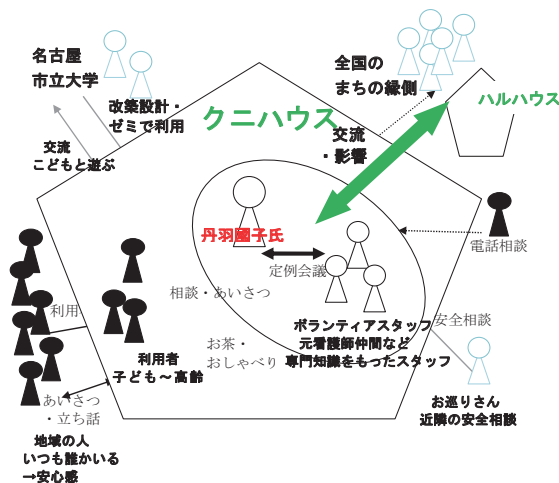 名古屋
市立大学
改築設計・
ゼミで利用
交流
こどもと遊ぶ
クニハウス
全国の
まちの縁側
ハルハウス
交流
・影響
丹羽國子氏
定例会議
電話相談
相談・あいさつ
利用
お茶・
おしゃべり
ボランティアスタッフ
元看護師仲間など
専門知識をもったスタッフ
安全相談
利用者
子ども～高齢
お巡りさん
近隣の安全相談
あいさつ
・立ち話
地域の人
いつも誰かいる
→安心感